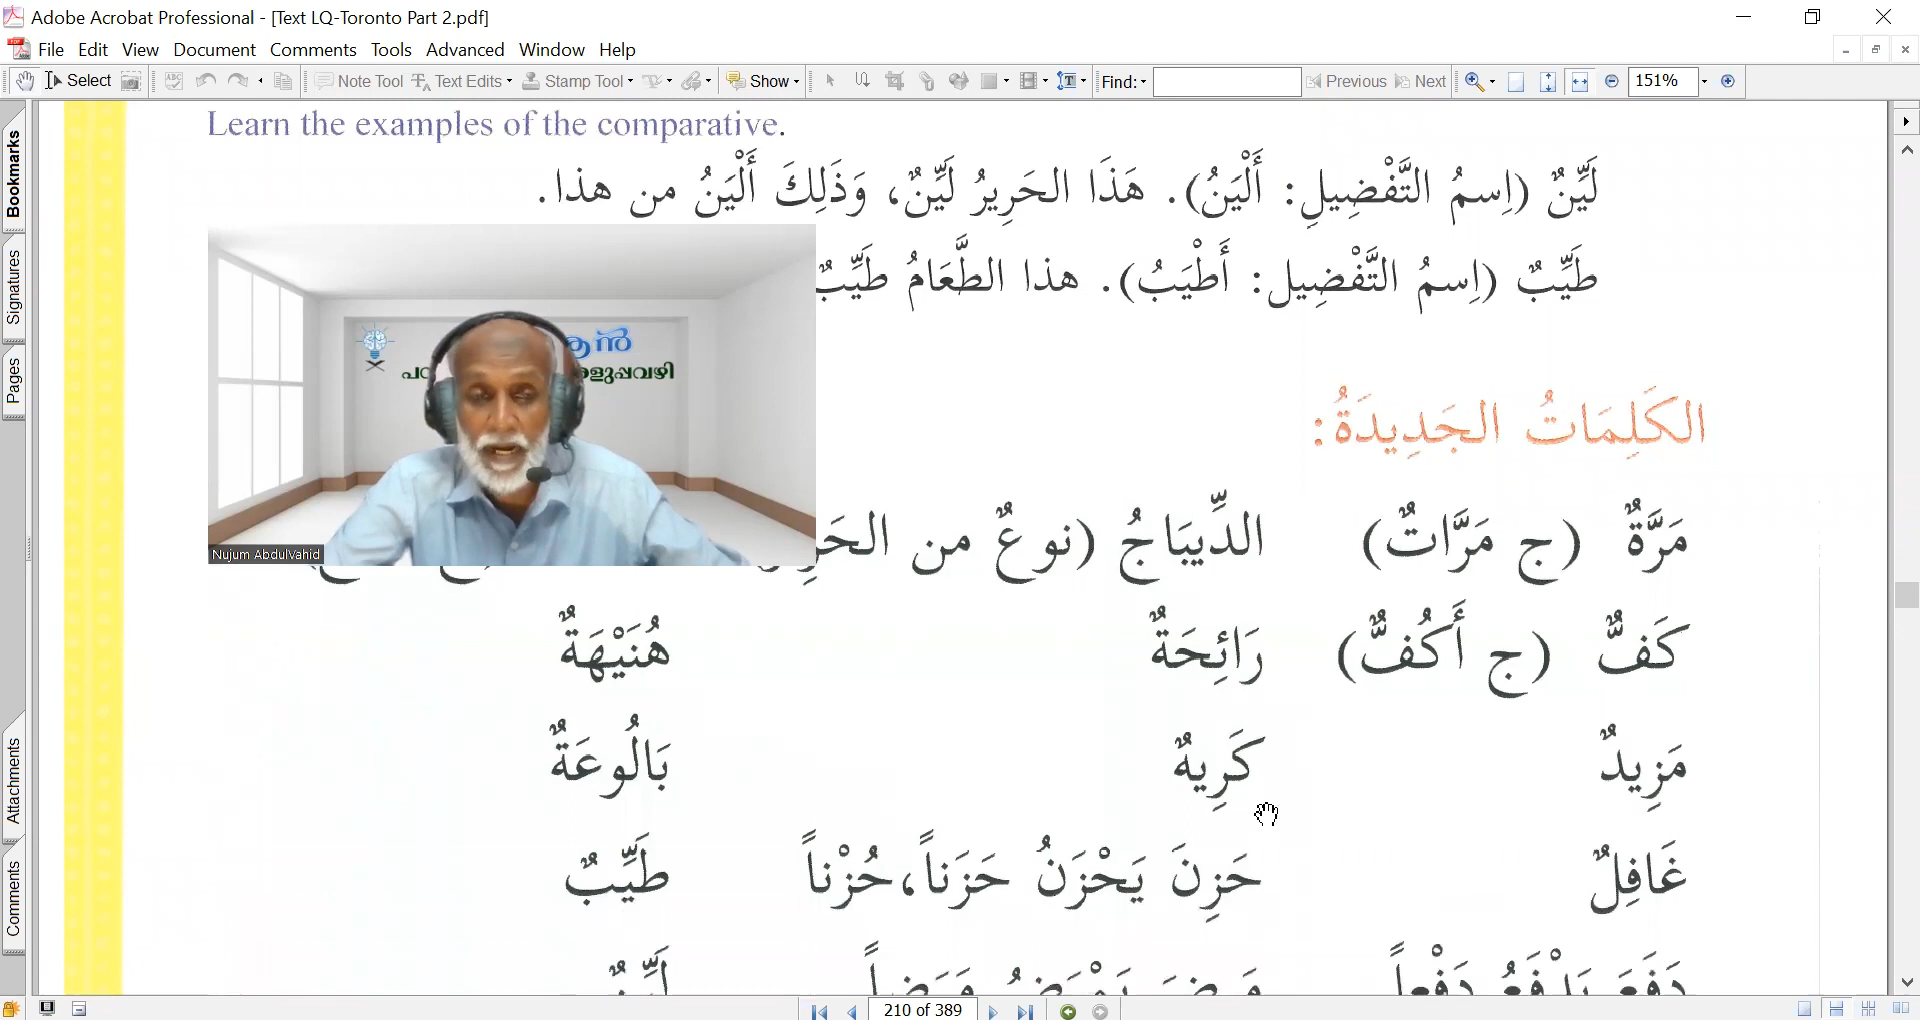 Adobe Acrobat Professional - [Text LQ-Toronto Part 2.pdf]
File Edit View Document Comments Tools Advanced Window Help
Select Note Tool Text Edits Stamp Tool Show Find: Previous Next 151%
Bookmarks
Signatures
Pages
Attachments
Comments
Learn the examples of the comparative.
لَيِّنٌ (اِسمُ التَّفْضِيلِ: أَلْيَنُ). هَذَا الحَرِيرُ لَيِّنٌ، وَذَلِكَ أَلْيَنُ من هذا.
طَيِّبٌ (اِسمُ التَّفْضِيل: أَطْيَبُ). هذا الطَّعَامُ طَيِّبٌ
ളുപ്പവഴി
Nujum AbdulVahid
الكَلِمَاتُ الجَدِيدَةُ:
مَرَّةٌ (ج مَرَّاتٌ) الدِّيبَاجُ (نوعٌ من
كَفٌّ (ج أَكُفٌّ) رَائِحَةٌ هُنَيْهَةٌ
مَزِيدٌ كَرِيهٌ بَالُوعَةٌ
غَافِلٌ حَزِنَ يَحْزَنُ حَزَناً، حُزْناً طَيِّبٌ
دَفَعَ يَدْفَعُ دَفْعاً مَرِضَ يَمْرَضُ مَرَضاً لَيِّنٌ
210 of 389